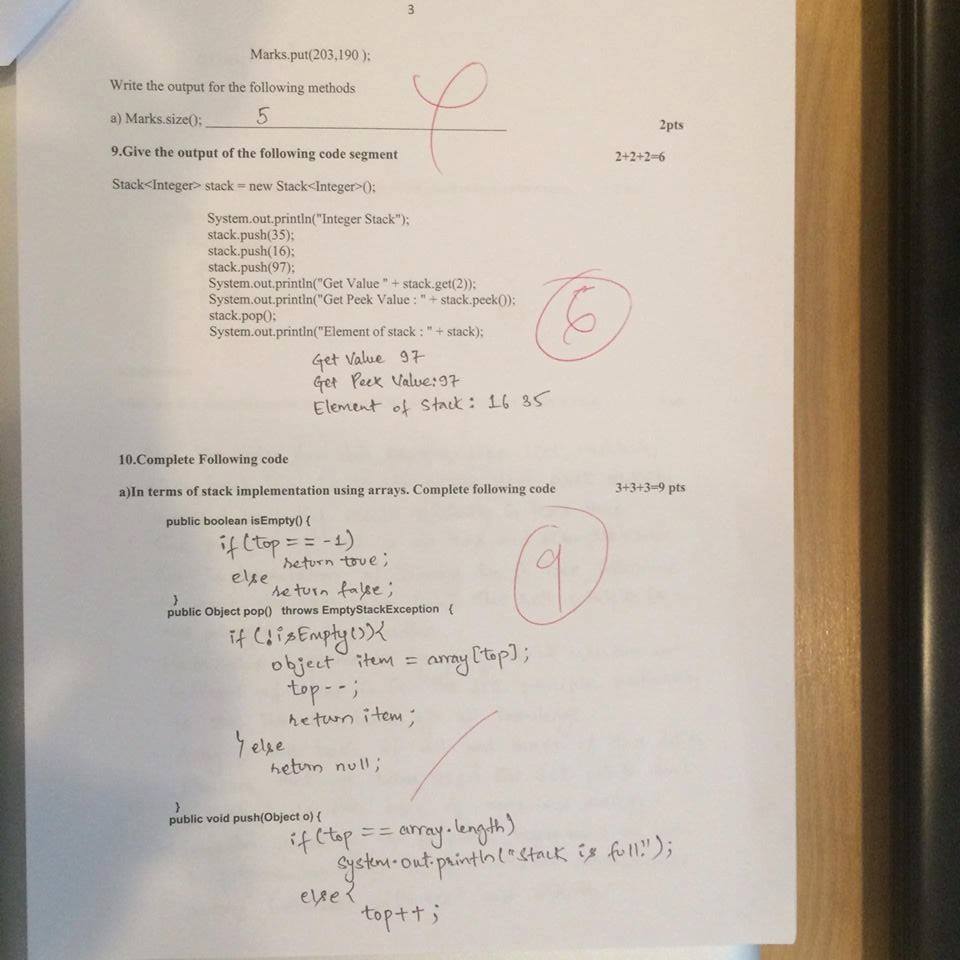 3
Marks.put(203,190 );
Write the output for the following methods
a) Marks.size(); 5
2pts
9.Give the output of the following code segment 2+2+2=6
Stack<Integer> stack = new Stack<Integer>();
System.out.println("Integer Stack");
stack.push(35);
stack.push(16);
stack.push(97);
System.out.println("Get Value " + stack.get(2));
System.out.println("Get Peek Value : " + stack.peek());
stack.pop();
System.out.println("Element of stack : " + stack);
6
Get Value 97
Get Peek Value:97
Element of Stack: 16 35
10.Complete Following code
a)In terms of stack implementation using arrays. Complete following code 3+3+3=9 pts
public boolean isEmpty() {
if (top == -1)
return true;
else
return false;
}
9
public Object pop() throws EmptyStackException {
if (!isEmpty()){
object item = array[top];
top--;
return item;
} else
return null;
}
public void push(Object o) {
if (top == array.length)
system.out.println("Stack is full!");
else {
top++;